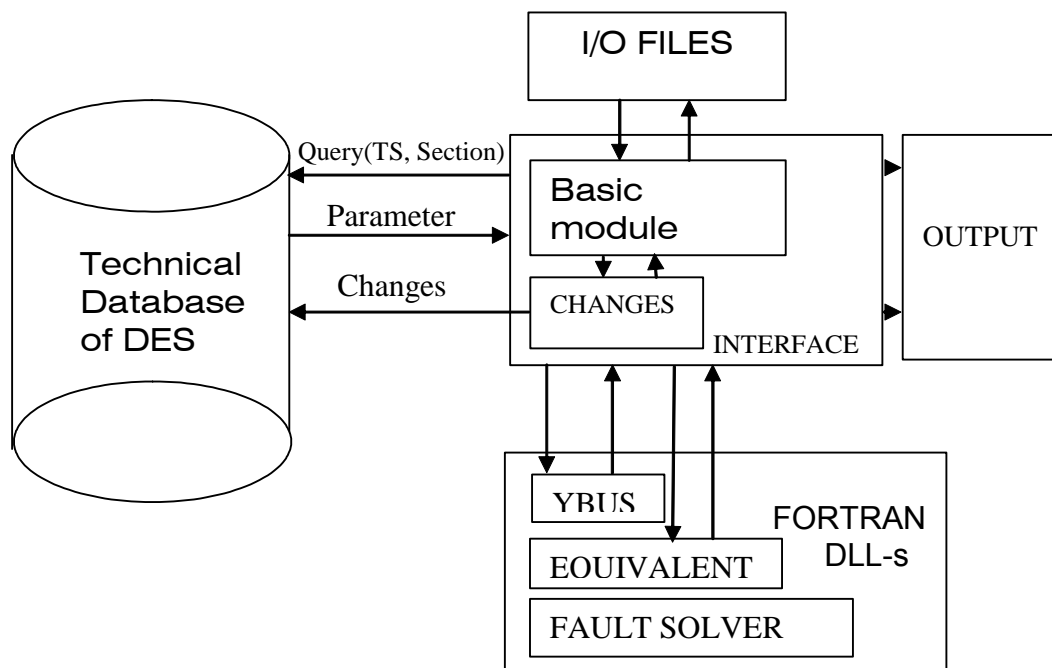 I/O FILES
Query(TS, Section)
Basic
module
Parameter
OUTPUT
Technical
Database
of DES
Changes
CHANGES
INTERFACE
YBUS
FORTRAN
DLL-s
EQUIVALENT
FAULT SOLVER